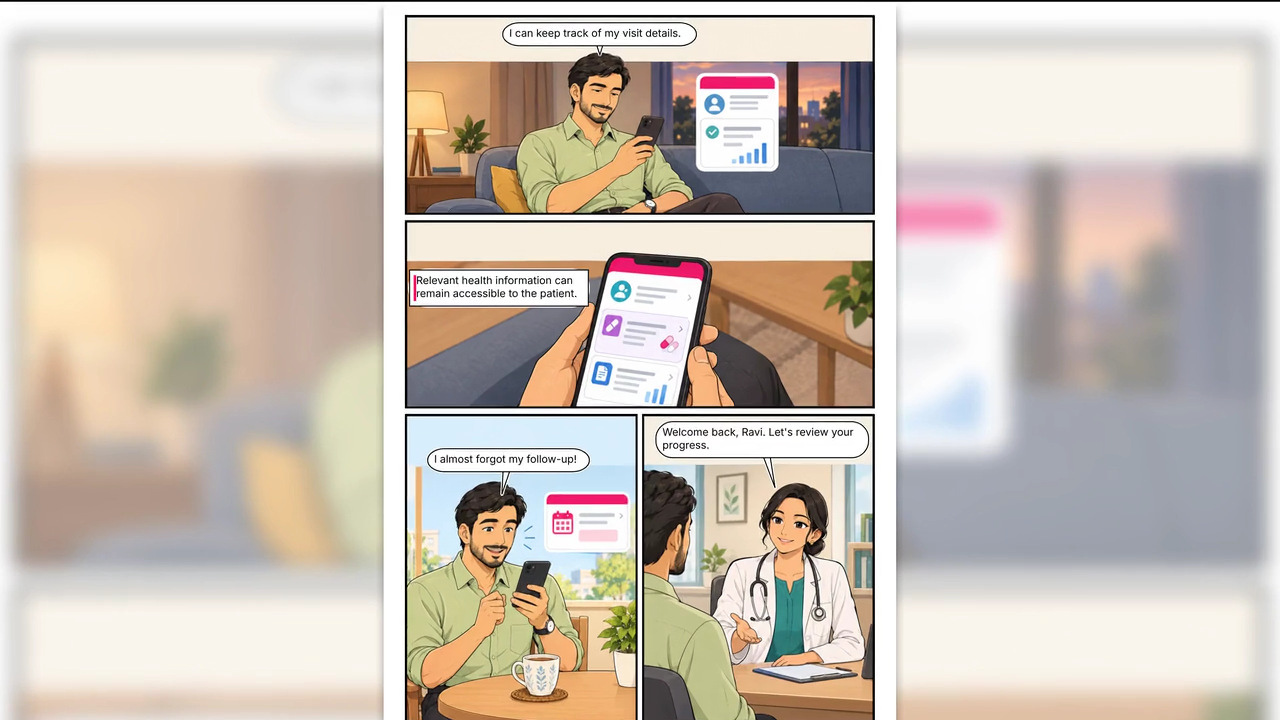 I can keep track of my visit details.
Relevant health information can
remain accessible to the patient.
I almost forgot my follow-up!
Welcome back, Ravi. Let's review your
progress.